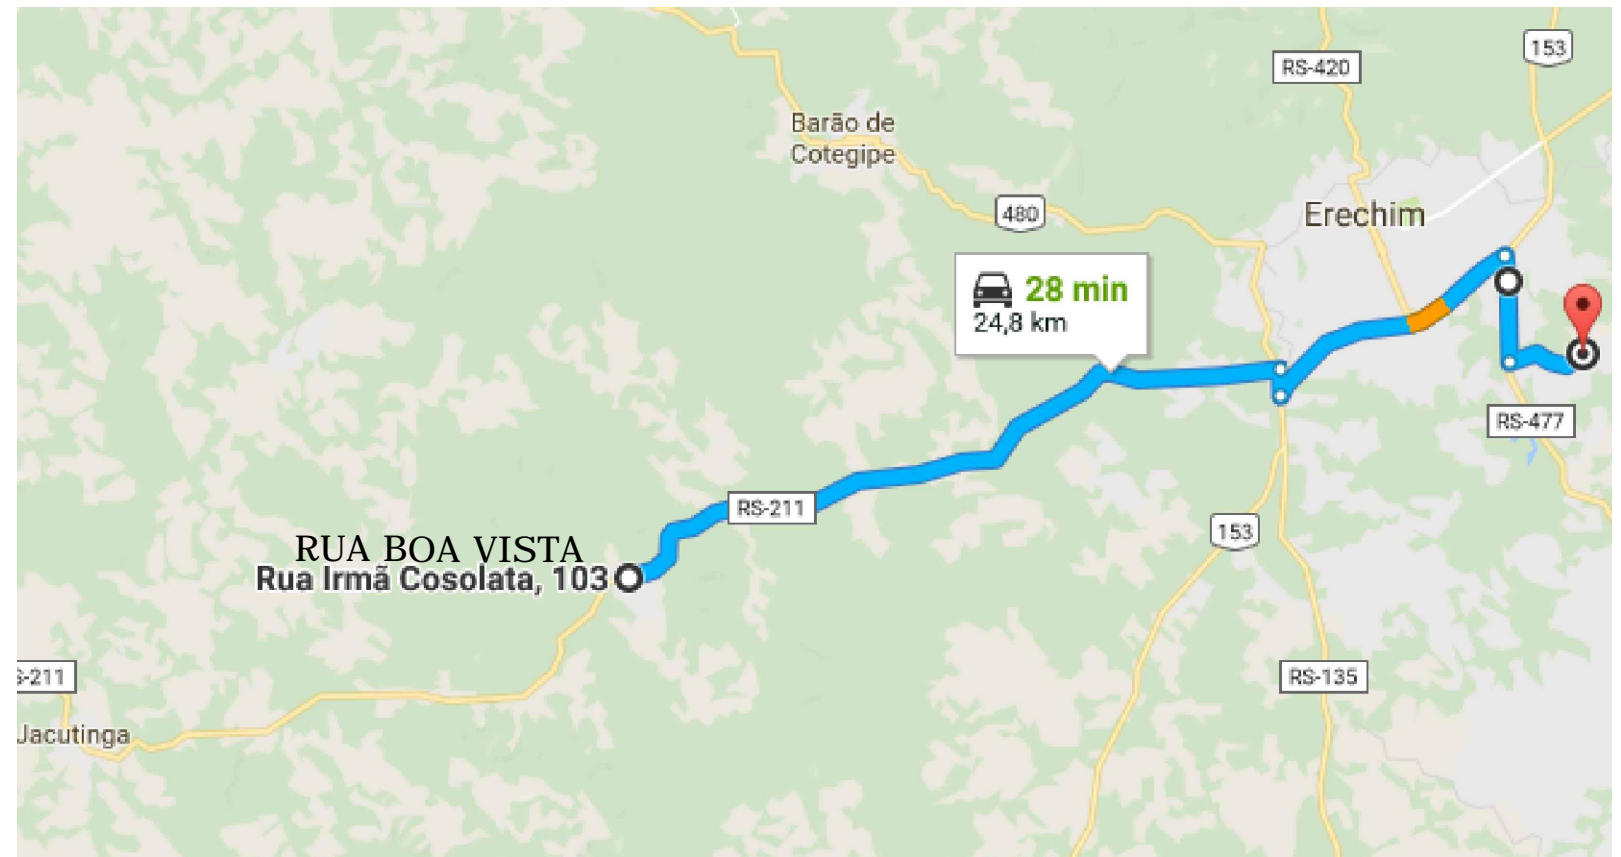 153
RS-420
Barão de
Cotegipe
480
Erechim
28 min
24,8 km
RS-477
RS-211
153
RUA BOA VISTA
Rua Irmã Cosolata, 103
S-211
RS-135
Jacutinga